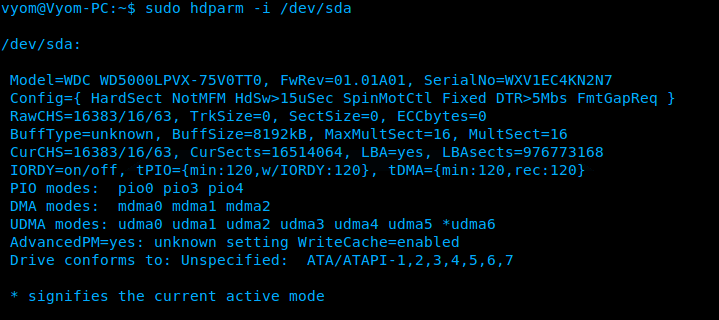 vyom@Vyom-PC:~$ sudo hdparm -i /dev/sda
/dev/sda:
Model=WDC WD5000LPVX-75V0TT0, FwRev=01.01A01, SerialNo=WXV1EC4KN2N7
Config={ HardSect NotMFM HdSw>15uSec SpinMotCtl Fixed DTR>5Mbs FmtGapReq }
RawCHS=16383/16/63, TrkSize=0, SectSize=0, ECCbytes=0
BuffType=unknown, BuffSize=8192kB, MaxMultSect=16, MultSect=16
CurCHS=16383/16/63, CurSects=16514064, LBA=yes, LBAsects=976773168
IORDY=on/off, tPIO={min:120,w/IORDY:120}, tDMA={min:120,rec:120}
PIO modes:  pio0 pio3 pio4
DMA modes:  mdma0 mdma1 mdma2
UDMA modes: udma0 udma1 udma2 udma3 udma4 udma5 *udma6
AdvancedPM=yes: unknown setting WriteCache=enabled
Drive conforms to: Unspecified:  ATA/ATAPI-1,2,3,4,5,6,7
* signifies the current active mode